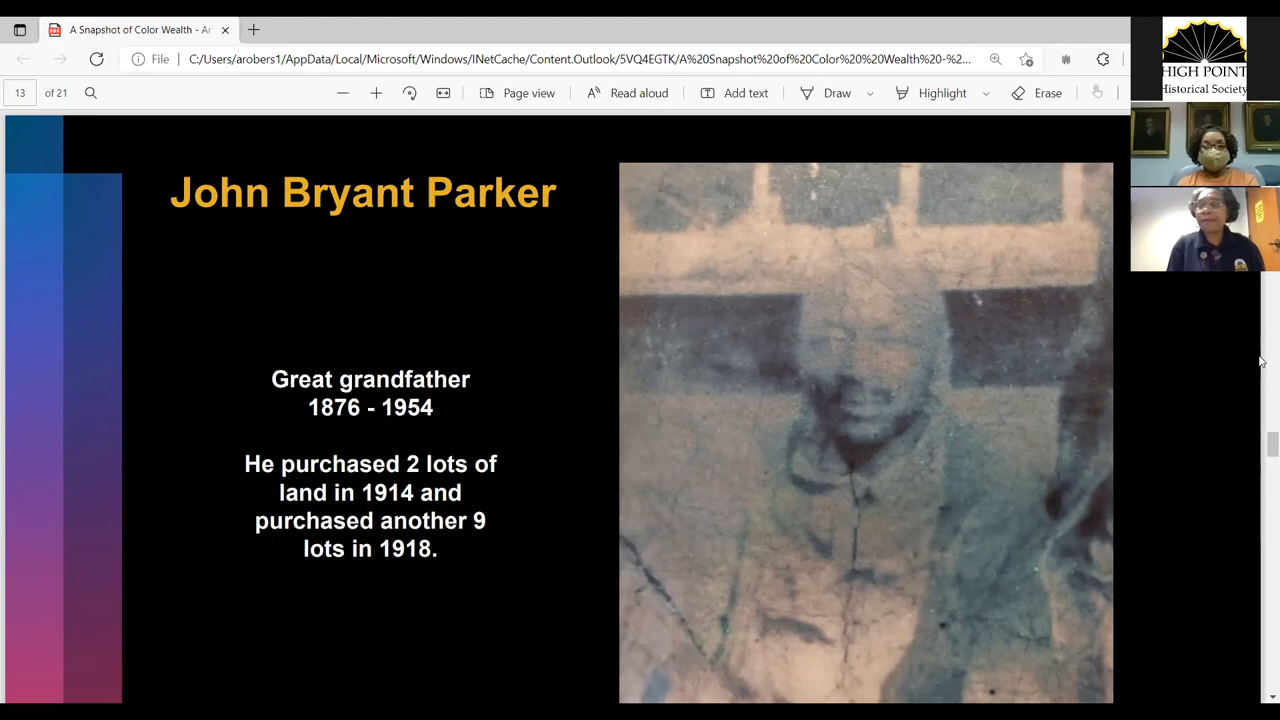 A Snapshot of Color Wealth - Ar
File
C:/Users/arobers1/AppData/Local/Microsoft/Windows/INetCache/Content.Outlook/5VQ4EGTK/A%20Snapshot%20of%20Color%20%20Wealth%20-%2...
13 of 21
Page view
Read aloud
Add text
Draw
Highlight
Erase
HIGH POINT
Historical Society
John Bryant Parker
Great grandfather
1876 - 1954
He purchased 2 lots of
land in 1914 and
purchased another 9
lots in 1918.